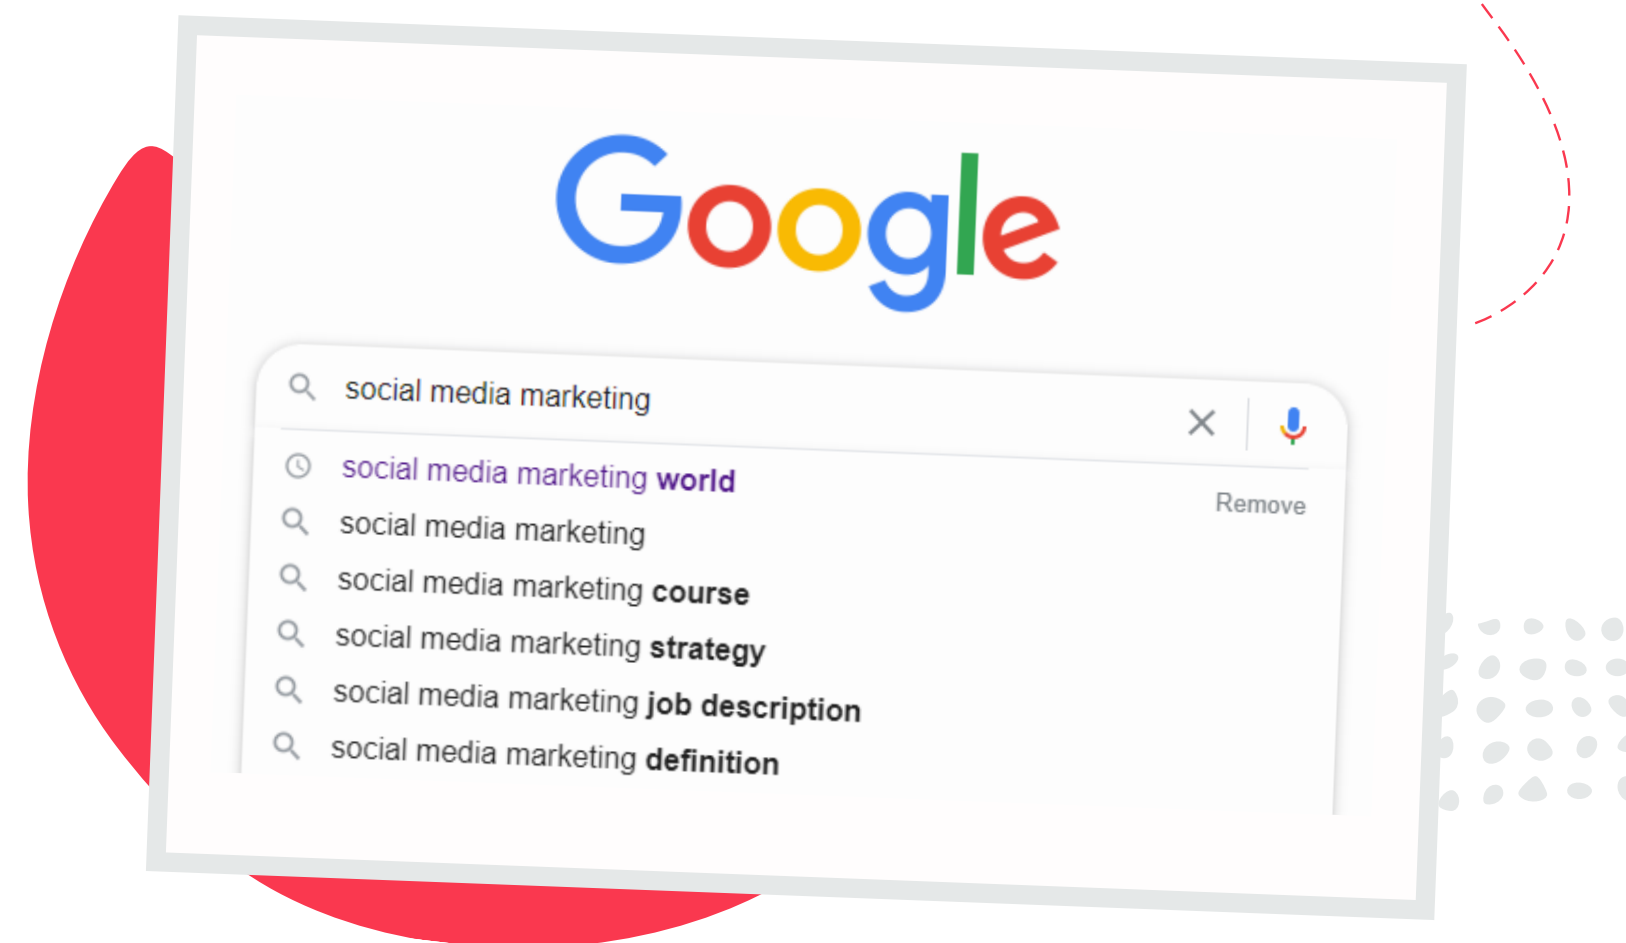 Google
social media marketing
social media marketing world
Remove
social media marketing
social media marketing course
social media marketing strategy
social media marketing job description
social media marketing definition